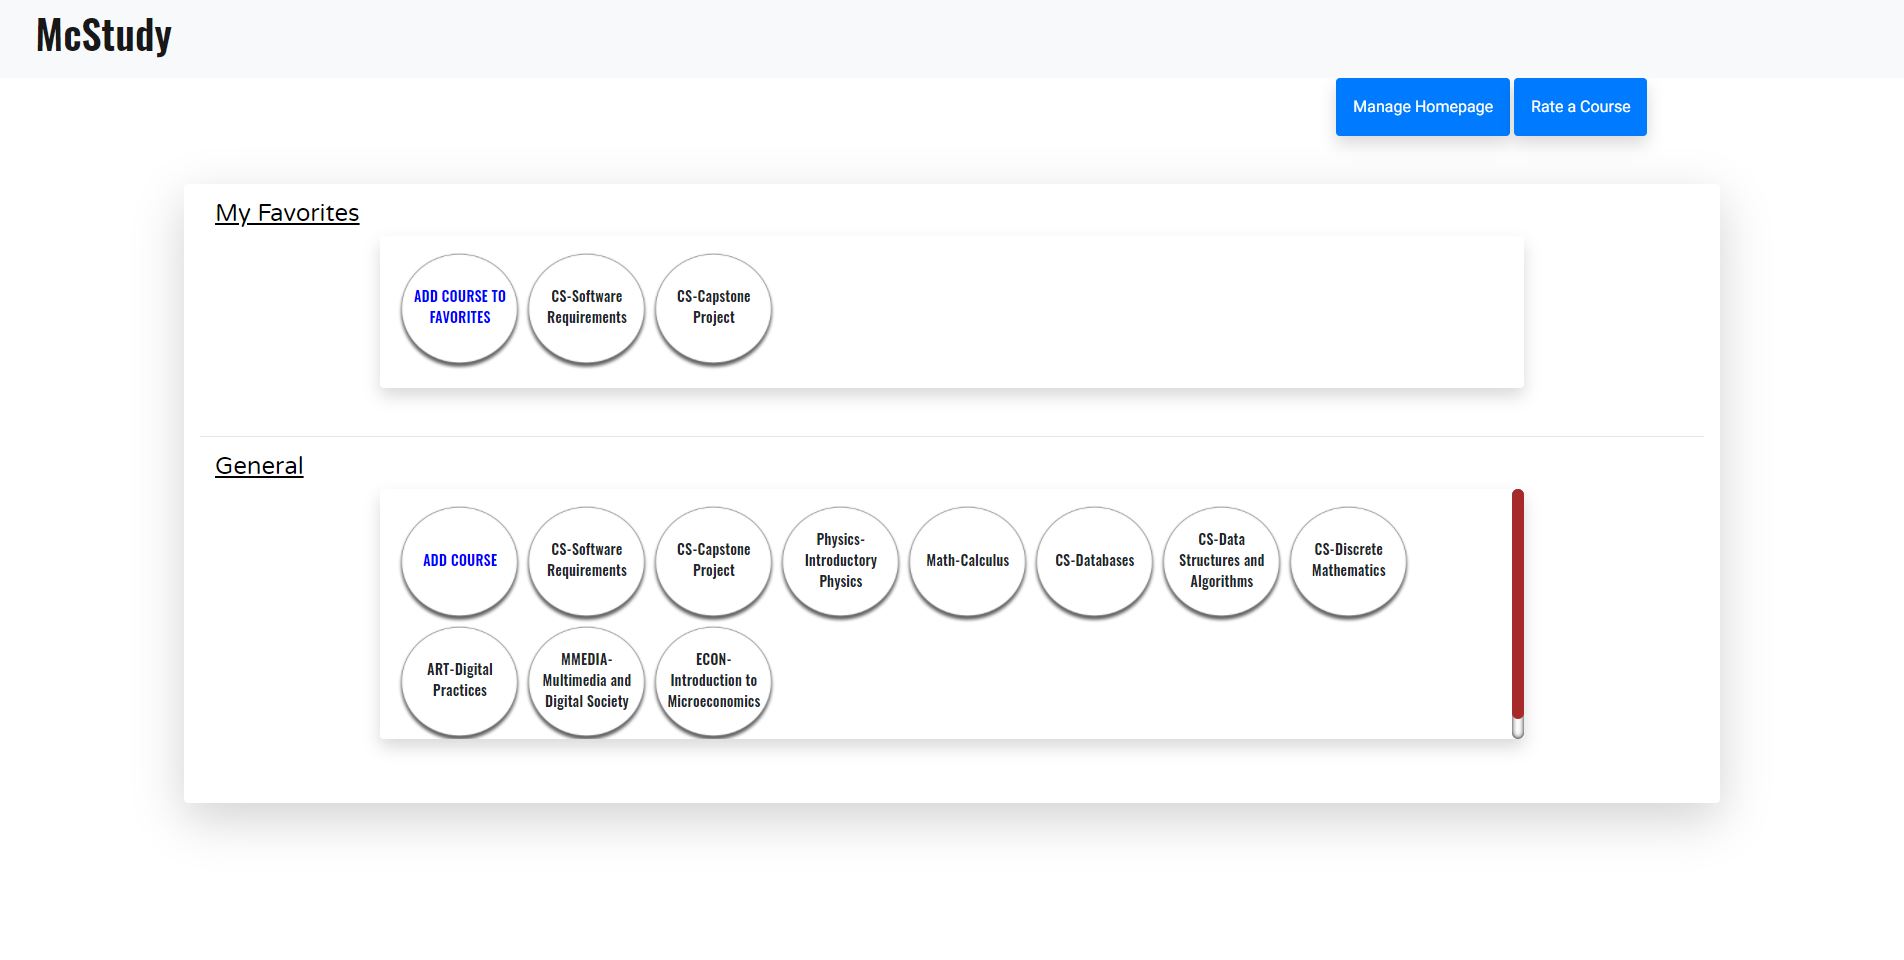 McStudy
Manage Homepage
Rate a Course
My Favorites
ADD COURSE TO
FAVORITES
CS-Software
Requirements
CS-Capstone
Project
General
ADD COURSE
CS-Software
Requirements
CS-Capstone
Project
Physics-
Introductory
Physics
Math-Calculus
CS-Databases
CS-Data
Structures and
Algorithms
CS-Discrete
Mathematics
ART-Digital
Practices
MMEDIA-
Multimedia and
Digital Society
ECON-
Introduction to
Microeconomics